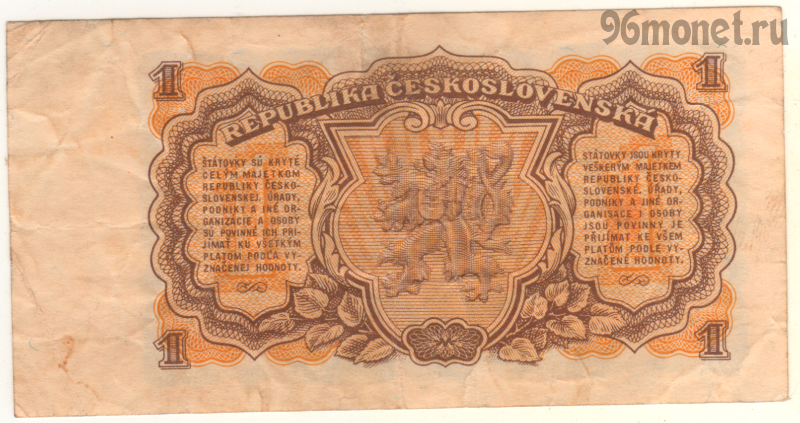 96monet.ru
1
1
REPUBLIKA ČESKOSLOVENSKÁ
ŠTÁTOVKY SÚ KRYTÉ
CELÝM MAJETKOM
REPUBLIKY ČESKO-
SLOVENSKEJ. ÚRADY,
PODNIKY A INÉ OR-
GANIZÁCIE A OSOBY
SÚ POVINNÉ ICH PRI-
JÍMAŤ KU VŠETKÝM
PLATOM PODĽA VY-
ZNAČENEJ HODNOTY.
STÁTOVKY JSOU KRYTY
VEŠKERÝM MAJETKEM
REPUBLIKY ČESKO-
SLOVENSKÉ. ÚŘADY,
PODNIKY A JINÉ OR-
GANISACE I OSOBY
JSOU POVINNY JE
PŘIJÍMAT KE VŠEM
PLATŮM PODLE VY-
ZNAČENÉ HODNOTY.
1
1